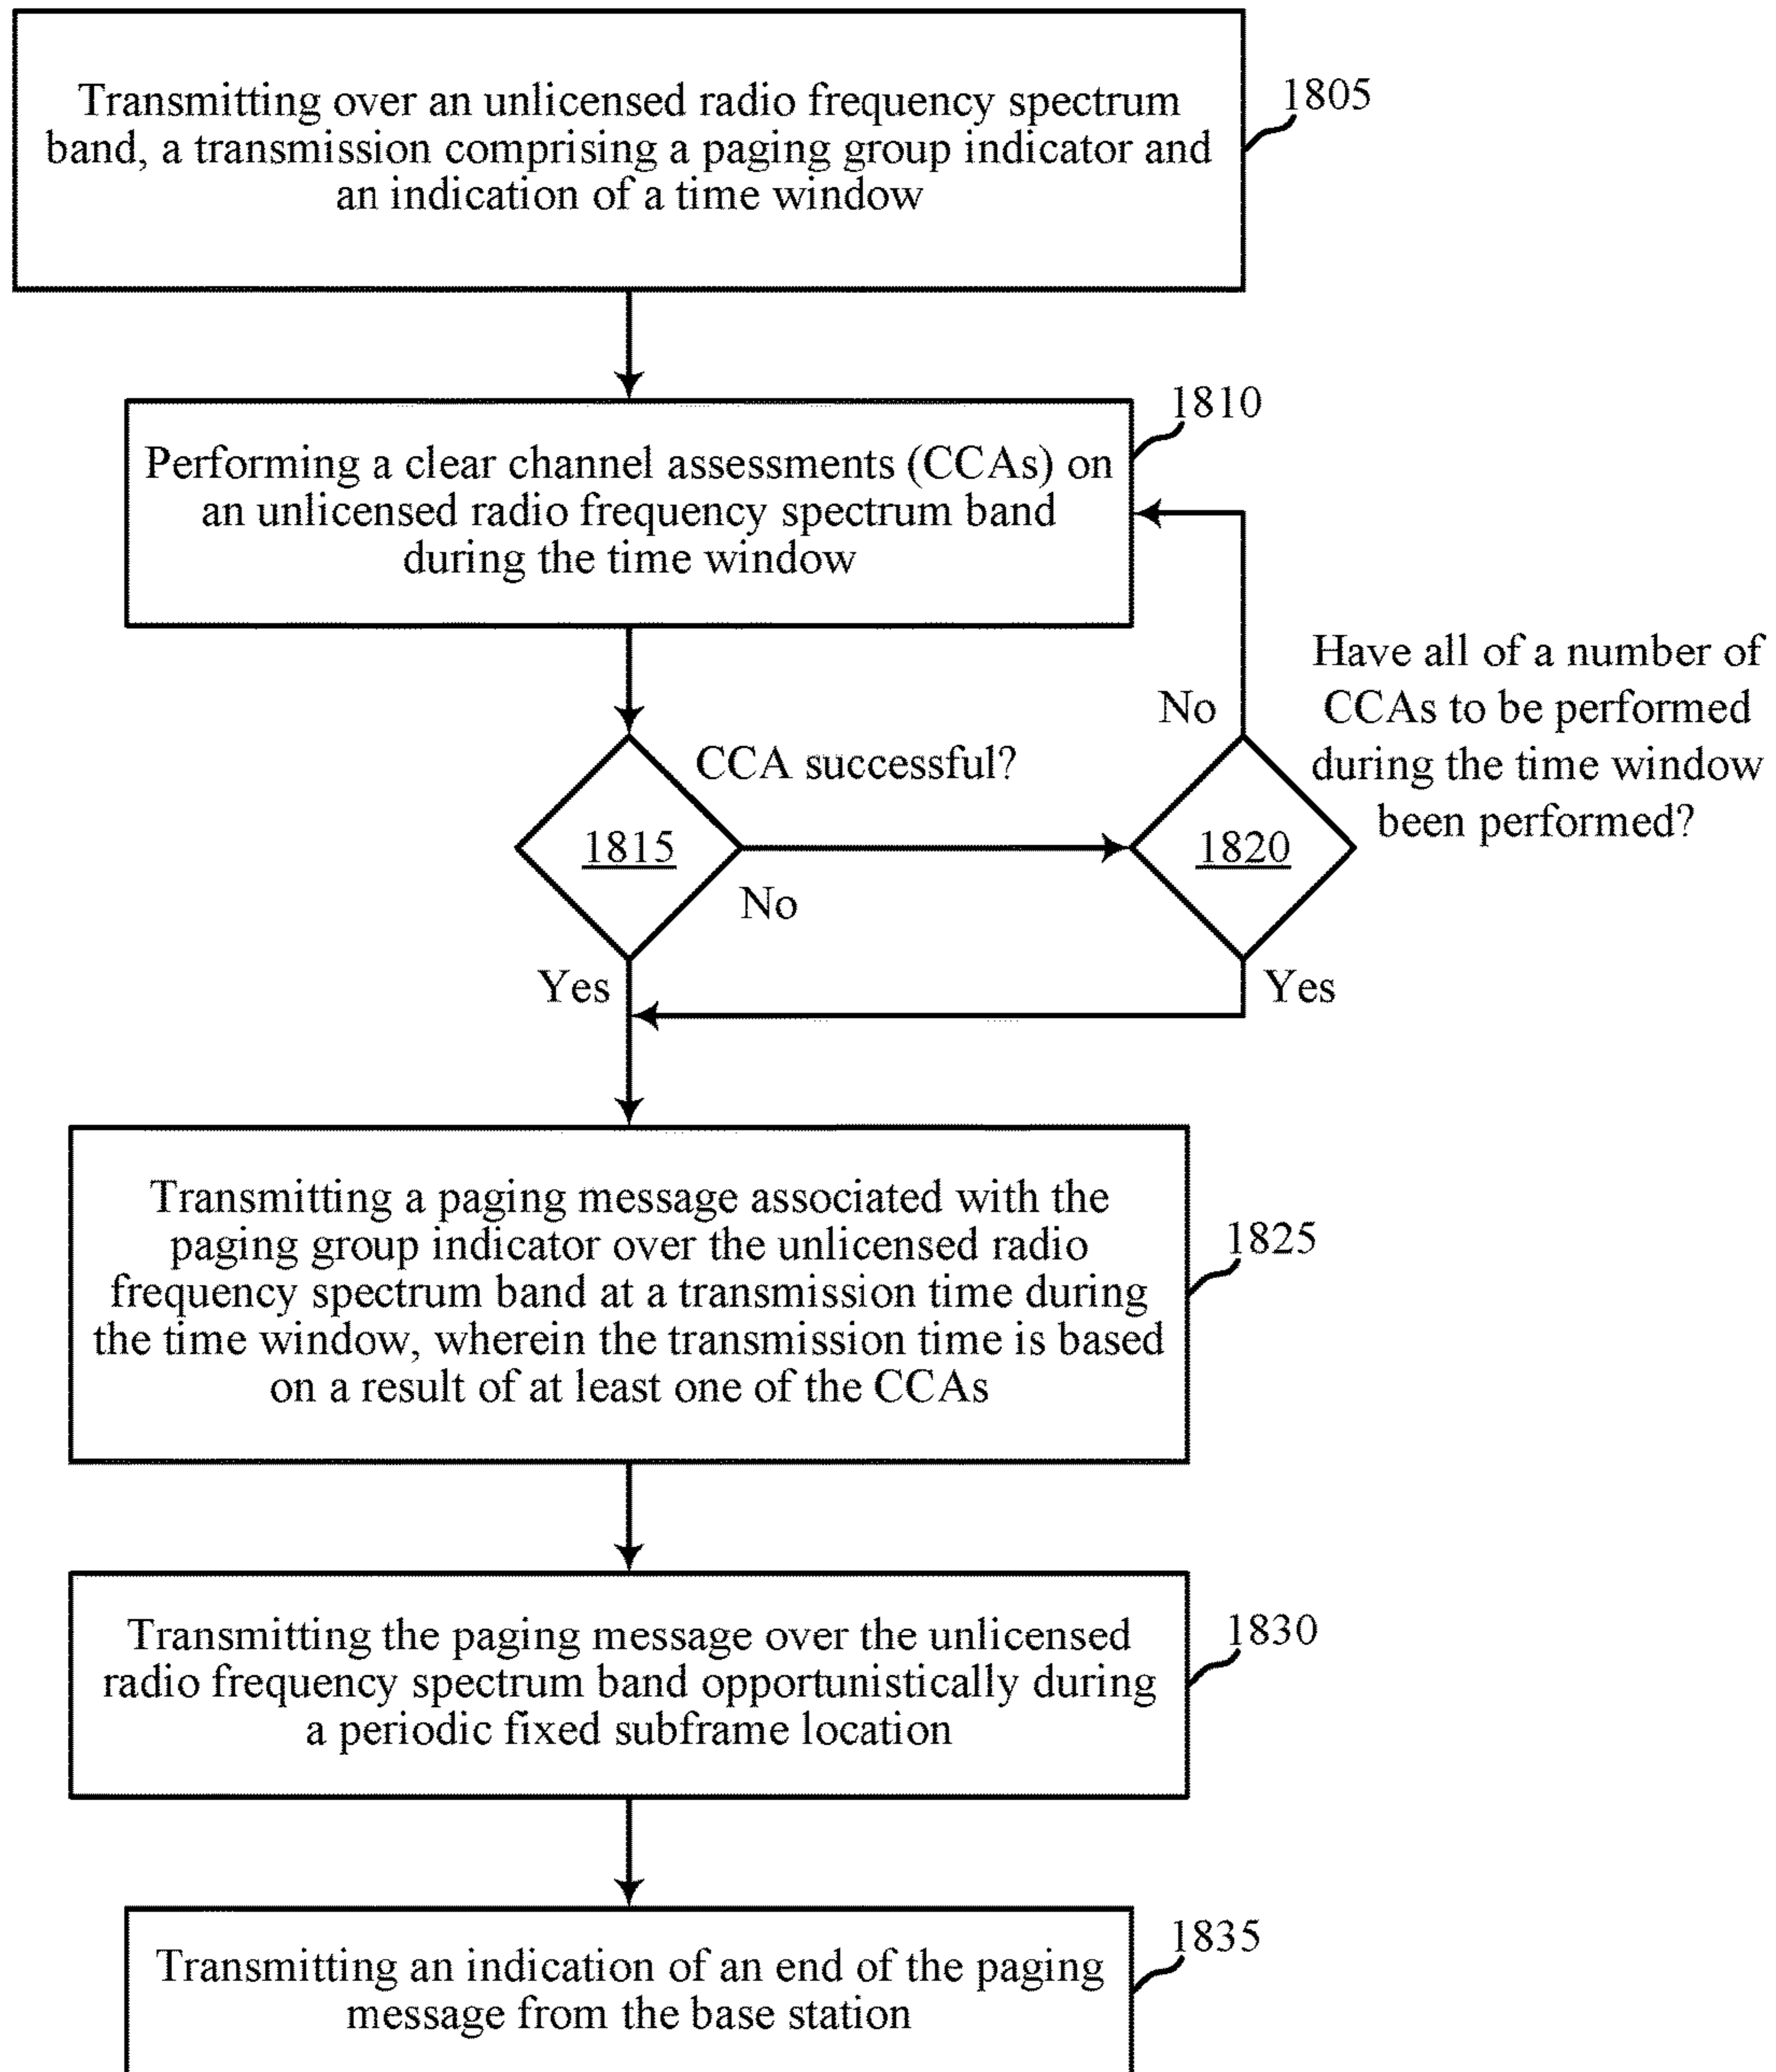 Transmitting over an unlicensed radio frequency spectrum
band, a transmission comprising a paging group indicator and
an indication of a time window
1805
Performing a clear channel assessments (CCAs) on
an unlicensed radio frequency spectrum band
during the time window
1810
CCA successful?
1815
No
Yes
Have all of a number of
CCAs to be performed
during the time window
been performed?
No
1820
Yes
Transmitting a paging message associated with the
paging group indicator over the unlicensed radio
frequency spectrum band at a transmission time during
the time window, wherein the transmission time is based
on a result of at least one of the CCAs
1825
Transmitting the paging message over the unlicensed
radio frequency spectrum band opportunistically during
a periodic fixed subframe location
1830
Transmitting an indication of an end of the paging
message from the base station
1835